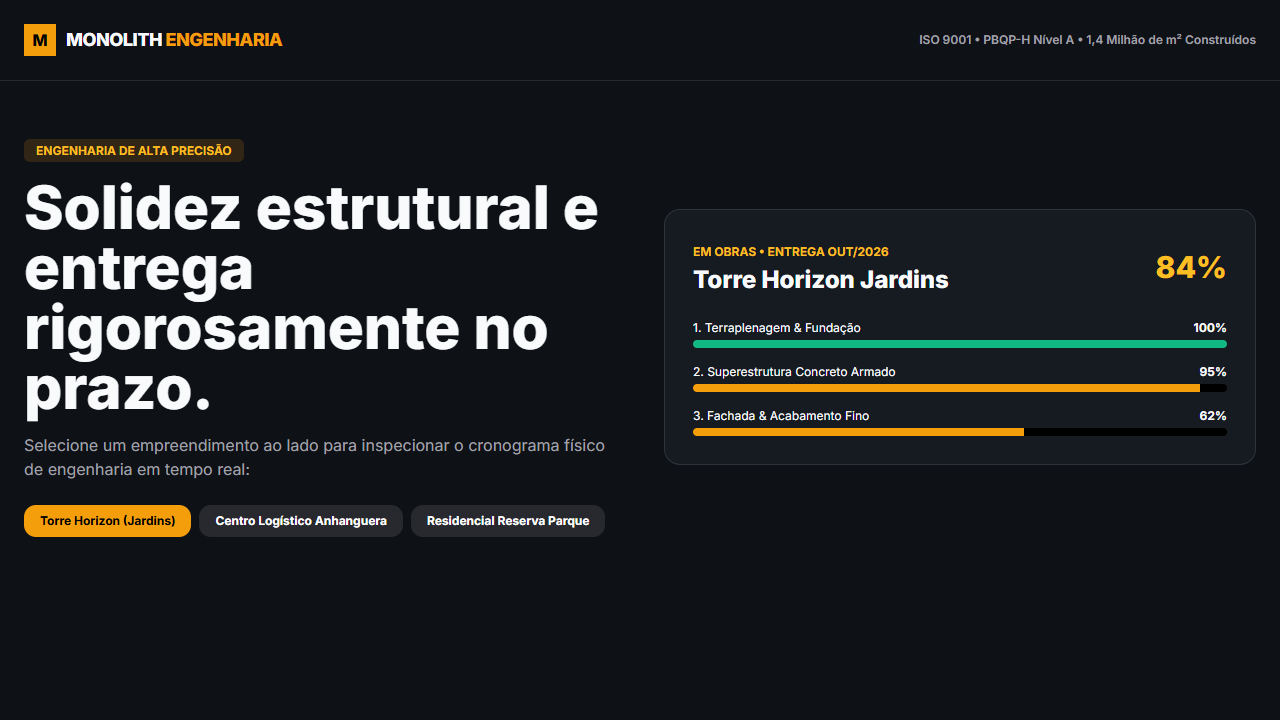 M
MONOLITH ENGENHARIA
ISO 9001 • PBQP-H Nível A • 1,4 Milhão de m² Construídos
ENGENHARIA DE ALTA PRECISÃO
Solidez estrutural e
entrega
rigorosamente no
prazo.
Selecione um empreendimento ao lado para inspecionar o cronograma físico
de engenharia em tempo real:
Torre Horizon (Jardins)
Centro Logístico Anhanguera
Residencial Reserva Parque
EM OBRAS • ENTREGA OUT/2026
Torre Horizon Jardins
84%
1. Terraplenagem & Fundação 100%
2. Superestrutura Concreto Armado 95%
3. Fachada & Acabamento Fino 62%